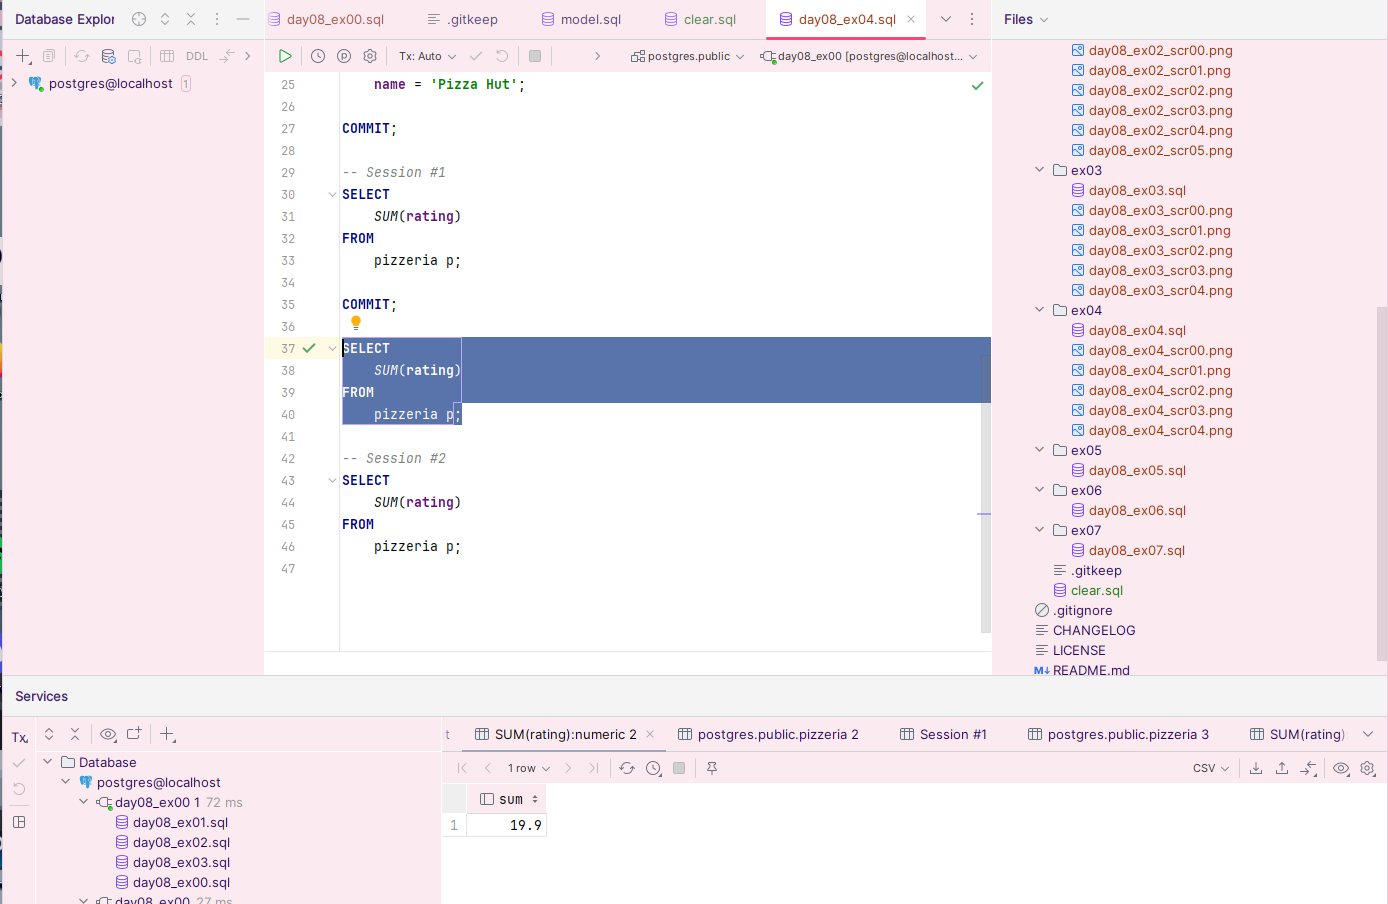 Database Explor
postgres@localhost 1
DDL
day08_ex00.sql
.gitkeep
model.sql
clear.sql
day08_ex04.sql
Tx: Auto
postgres.public
day08_ex00 [postgres@localhost...
25 name = 'Pizza Hut';
26
27 COMMIT;
28
29 -- Session #1
30 SELECT
31 SUM(rating)
32 FROM
33 pizzeria p;
34
35 COMMIT;
36
37 SELECT
38 SUM(rating)
39 FROM
40 pizzeria p;
41
42 -- Session #2
43 SELECT
44 SUM(rating)
45 FROM
46 pizzeria p;
47
Files
day08_ex02_scr00.png
day08_ex02_scr01.png
day08_ex02_scr02.png
day08_ex02_scr03.png
day08_ex02_scr04.png
day08_ex02_scr05.png
ex03
day08_ex03.sql
day08_ex03_scr00.png
day08_ex03_scr01.png
day08_ex03_scr02.png
day08_ex03_scr03.png
day08_ex03_scr04.png
ex04
day08_ex04.sql
day08_ex04_scr00.png
day08_ex04_scr01.png
day08_ex04_scr02.png
day08_ex04_scr03.png
day08_ex04_scr04.png
ex05
day08_ex05.sql
ex06
day08_ex06.sql
ex07
day08_ex07.sql
.gitkeep
clear.sql
.gitignore
CHANGELOG
LICENSE
M↓ README.md
Services
Tx
Database
postgres@localhost
day08_ex00 1 72 ms
day08_ex01.sql
day08_ex02.sql
day08_ex03.sql
day08_ex00.sql
day08_ex00 27 ms
t
SUM(rating):numeric 2
postgres.public.pizzeria 2
Session #1
postgres.public.pizzeria 3
SUM(rating)
1 row
CSV
sum
1 19.9